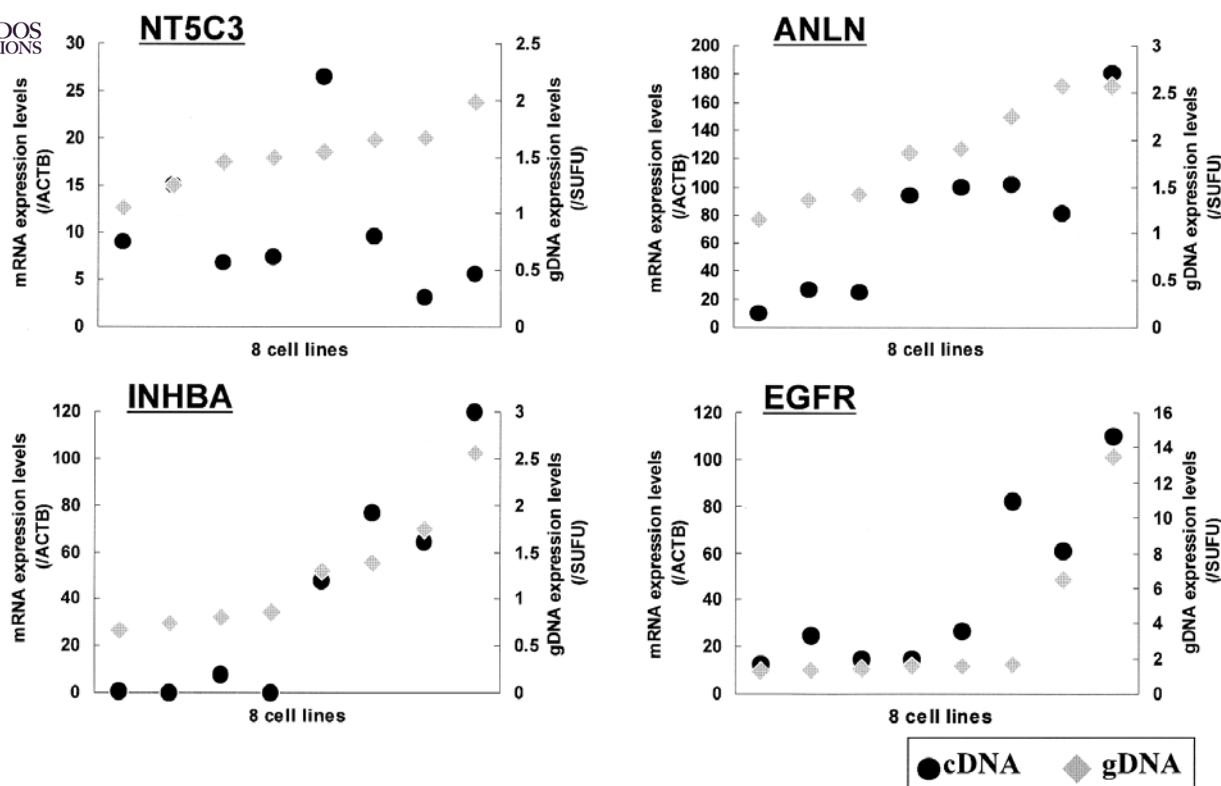 DOS
IONS
NT5C3
mRNA expression levels
(/ACTB)
30
25
20
15
10
5
0
2.5
2
1.5
1
0.5
0
gDNA expression levels
(/SUFU)
8 cell lines
ANLN
mRNA expression levels
(/ACTB)
200
180
160
140
120
100
80
60
40
20
0
3
2.5
2
1.5
1
0.5
0
gDNA expression levels
(/SUFU)
8 cell lines
INHBA
mRNA expression levels
(/ACTB)
120
100
80
60
40
20
0
3
2.5
2
1.5
1
0.5
0
gDNA expression levels
(/SUFU)
8 cell lines
EGFR
mRNA expression levels
(/ACTB)
120
100
80
60
40
20
0
16
14
12
10
8
6
4
2
0
gDNA expression levels
(/SUFU)
8 cell lines
cDNA gDNA